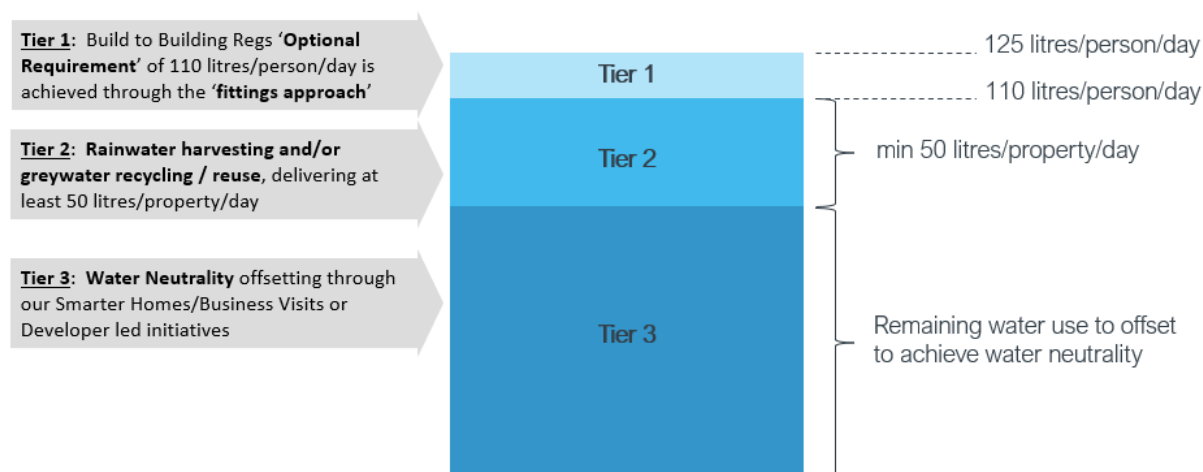 Tier 1: Build to Building Regs ‘Optional
Requirement’ of 110 litres/person/day is
achieved through the ‘fittings approach’
Tier 2: Rainwater harvesting and/or
greywater recycling / reuse, delivering at
least 50 litres/property/day
Tier 3: Water Neutrality offsetting through
our Smarter Homes/Business Visits or
Developer led initiatives
Tier 1
Tier 2
Tier 3
125 litres/person/day
110 litres/person/day
min 50 litres/property/day
Remaining water use to offset
to achieve water neutrality